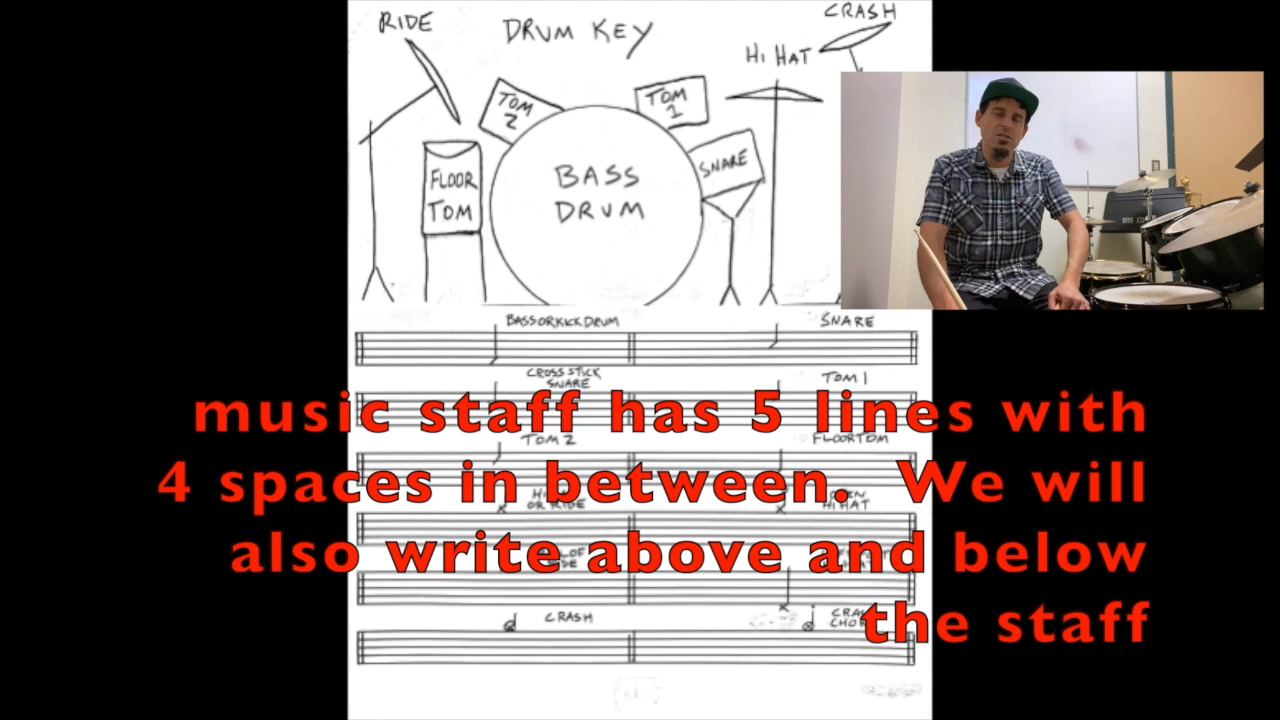 RIDE
DRUM KEY
CRASH
HI HAT
TOM
2
TOM
1
SNARE
FLOOR
TOM
BASS
DRUM
BASS OR KICK DRUM
SNARE
CROSS STICK
SNARE
TOM 1
music staff has 5 lines with
TOM 2
FLOOR TOM
4 spaces in between. We will
OR RIDE
HI HAT
also write above and below
CRASH
the staff